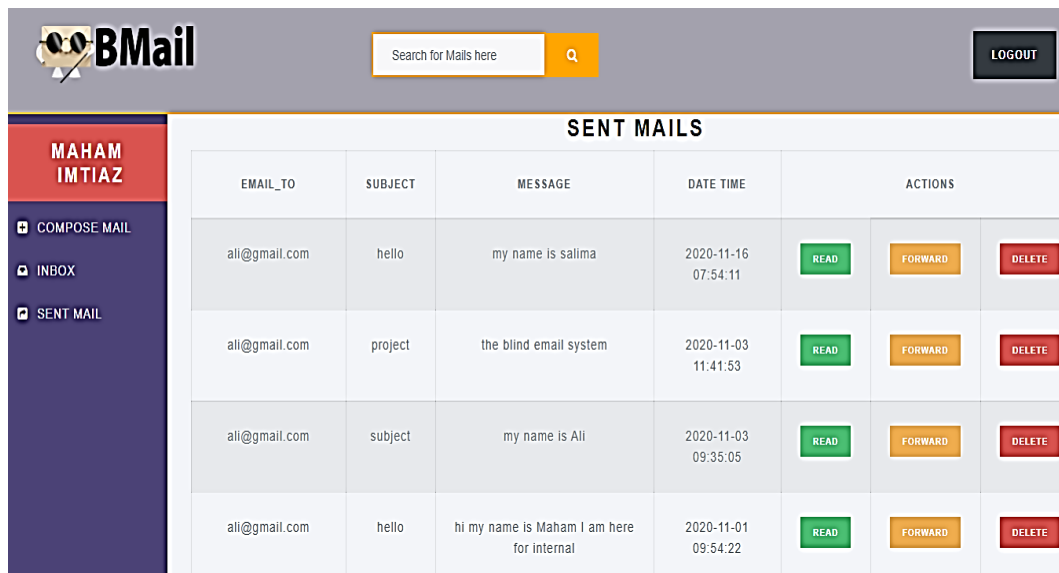 BMail
Search for Mails here
LOGOUT
MAHAM
IMTIAZ
COMPOSE MAIL
INBOX
SENT MAIL
SENT MAILS
EMAIL_TO SUBJECT MESSAGE DATE TIME ACTIONS
ali@gmail.com hello my name is salima 2020-11-16
07:54:11
READ FORWARD DELETE
ali@gmail.com project the blind email system 2020-11-03
11:41:53
READ FORWARD DELETE
ali@gmail.com subject my name is Ali 2020-11-03
09:35:05
READ FORWARD DELETE
ali@gmail.com hello hi my name is Maham I am here 2020-11-01
for internal 09:54:22
READ FORWARD DELETE